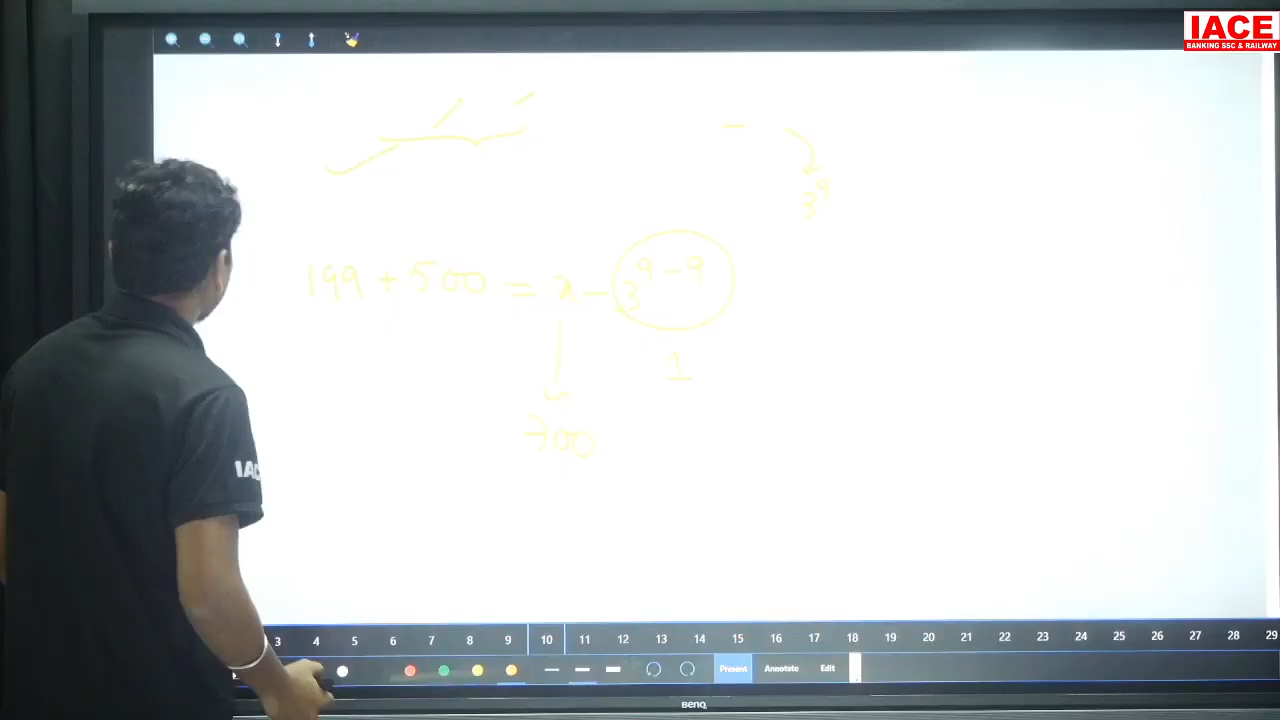 IACE
BANKING SSC & RAILWAY
3⁹
199 + 500 = x - 3⁹⁻⁹
1
700
IAC
3 4 5 6 7 8 9 10 11 12 13 14 15 16 17 18 19 20 21 22 23 24 25 26 27 28 29
Present Annotate Edit
BenQ